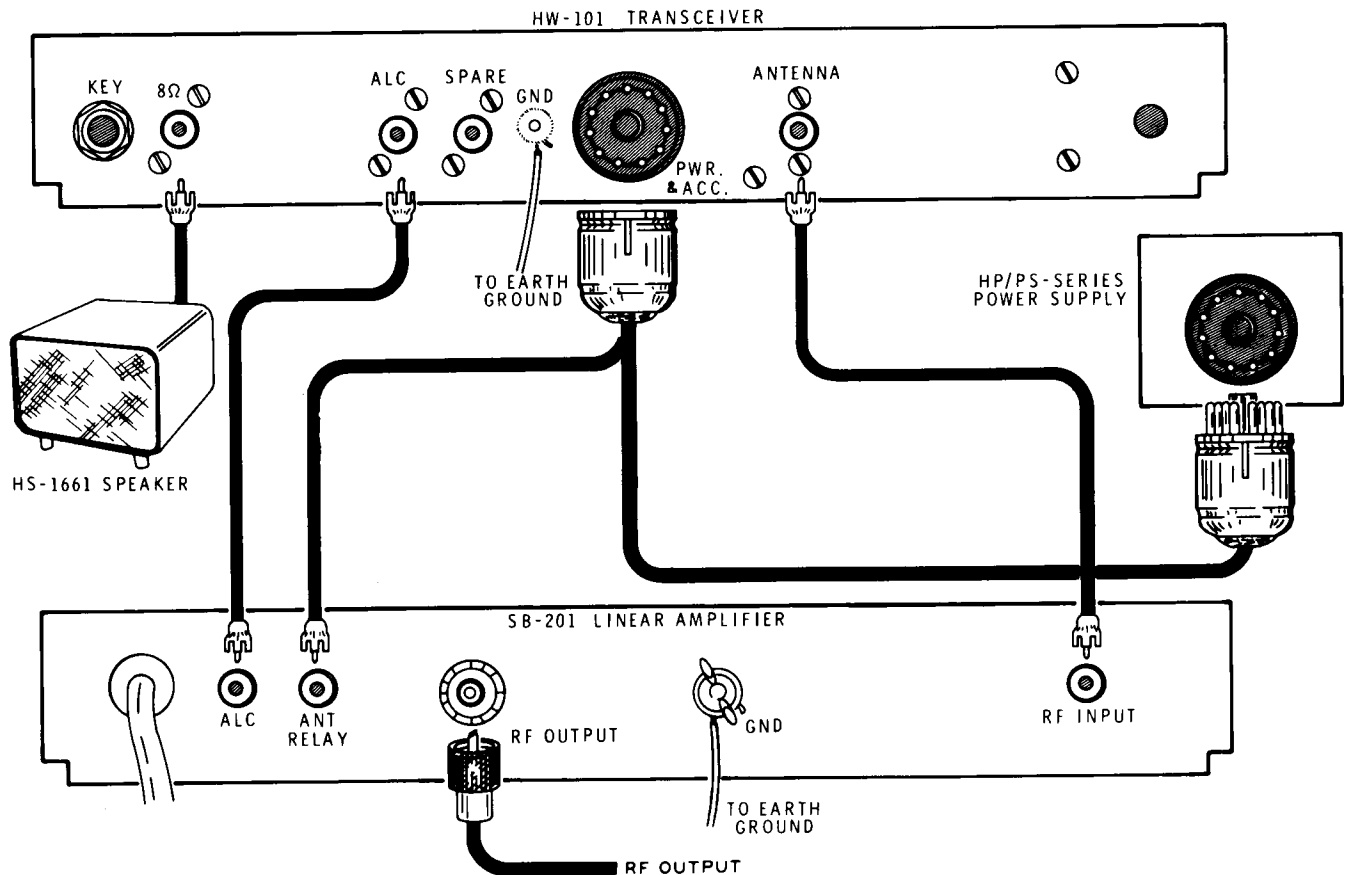 HW-101 TRANSCEIVER
KEY
8Ω
ALC
SPARE
GND
ANTENNA
PWR.
& ACC.
TO EARTH
GROUND
HP/PS-SERIES
POWER SUPPLY
HS-1661 SPEAKER
SB-201 LINEAR AMPLIFIER
ALC
ANT
RELAY
RF OUTPUT
GND
RF INPUT
TO EARTH
GROUND
RF OUTPUT